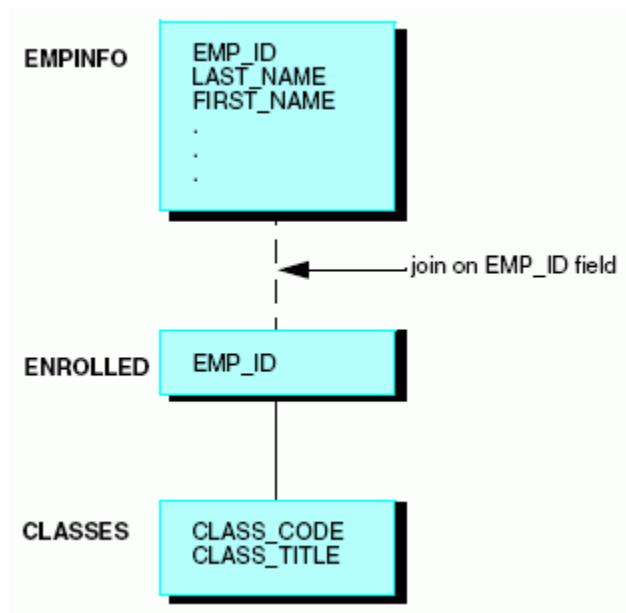 EMPINFO
EMP_ID
LAST_NAME
FIRST_NAME
.
.
.
join on EMP_ID field
ENROLLED
EMP_ID
CLASSES
CLASS_CODE
CLASS_TITLE